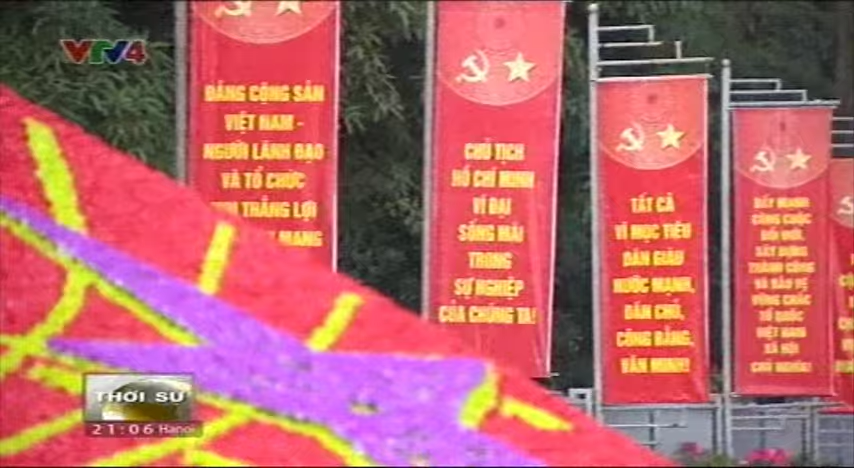 VTV4
ĐẢNG CỘNG SẢN
VIỆT NAM -
NGƯỜI LÃNH ĐẠO
VÀ TỔ CHỨC
THẮNG LỢI
MẠNG
CHỦ TỊCH
HỒ CHÍ MINH
VĨ ĐẠI
SỐNG MÃI
TRONG
SỰ NGHIỆP
CỦA CHÚNG TA!
TẤT CẢ
VÌ MỤC TIÊU
DÂN GIÀU
NƯỚC MẠNH,
DÂN CHỦ,
CÔNG BẰNG,
VĂN MINH!
ĐẨY MẠNH
CÔNG CUỘC
ĐỔI MỚI,
XÂY DỰNG
THÀNH CÔNG
VÀ BẢO VỆ
VỮNG CHẮC
TỔ QUỐC
VIỆT NAM
XÃ HỘI
CHỦ NGHĨA!
THỜI SỰ
21:06 Hanoi